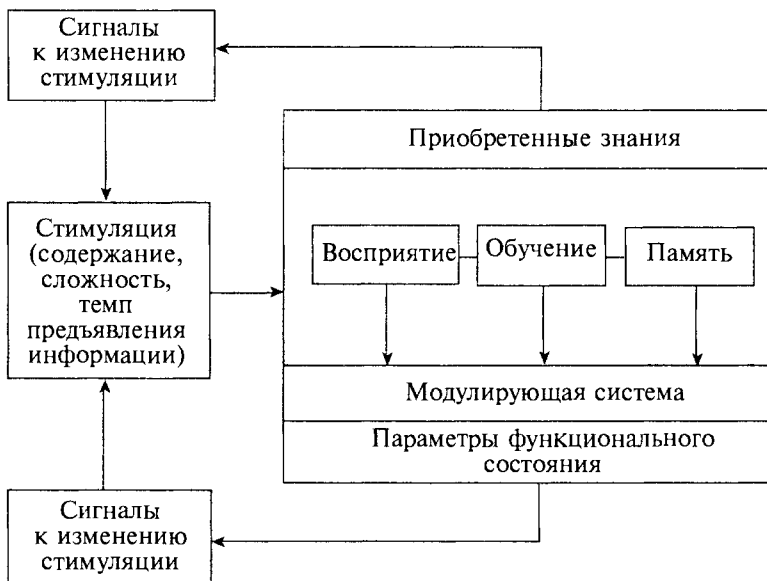 Сигналы
к изменению
стимуляции
Приобретенные знания
Стимуляция
(содержание,
сложность,
темп
предъявления
информации)
Восприятие
Обучение
Память
Модулирующая система
Параметры функционального
состояния
Сигналы
к изменению
стимуляции